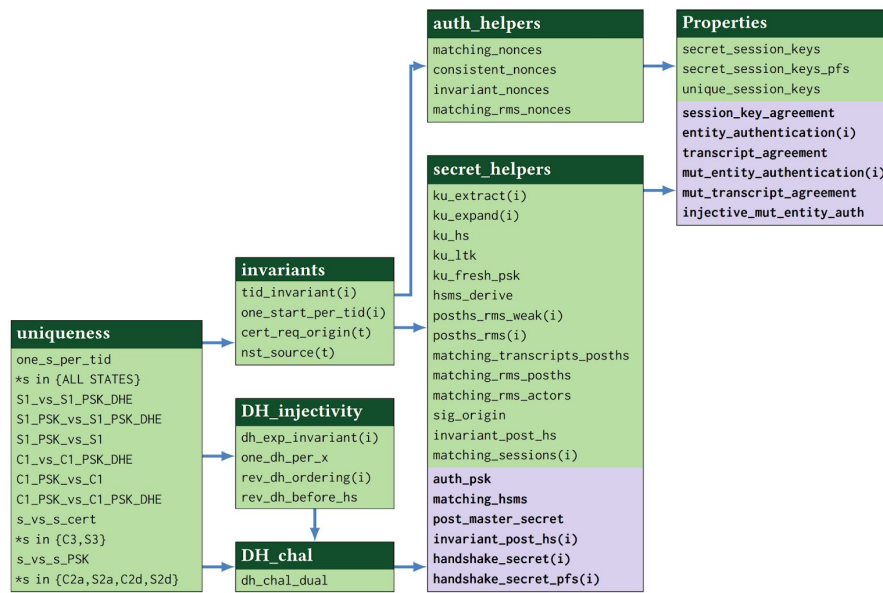 auth_helpers
matching_nonces
consistent_nonces
invariant_nonces
matching_rms_nonces
Properties
secret_session_keys
secret_session_keys_pfs
unique_session_keys
session_key_agreement
entity_authentication(i)
transcript_agreement
mut_entity_authentication(i)
mut_transcript_agreement
injective_mut_entity_auth
secret_helpers
ku_extract(i)
ku_expand(i)
ku_hs
ku_ltk
ku_fresh_psk
hsms_derive
posths_rms_weak(i)
posths_rms(i)
matching_transcripts_posths
matching_rms_posths
matching_rms_actors
sig_origin
invariant_post_hs
matching_sessions(i)
auth_psk
matching_hsms
post_master_secret
invariant_post_hs(i)
handshake_secret(i)
handshake_secret_pfs(i)
invariants
tid_invariant(i)
one_start_per_tid(i)
cert_req_origin(t)
nst_source(t)
uniqueness
one_s_per_tid
*s in {ALL STATES}
S1_vs_S1_PSK_DHE
S1_PSK_vs_S1_PSK_DHE
S1_PSK_vs_S1
C1_vs_C1_PSK_DHE
C1_PSK_vs_C1
C1_PSK_vs_C1_PSK_DHE
s_vs_s_cert
*s in {C3,S3}
s_vs_s_PSK
*s in {C2a,S2a,C2d,S2d}
DH_injectivity
dh_exp_invariant(i)
one_dh_per_x
rev_dh_ordering(i)
rev_dh_before_hs
DH_chal
dh_chal_dual